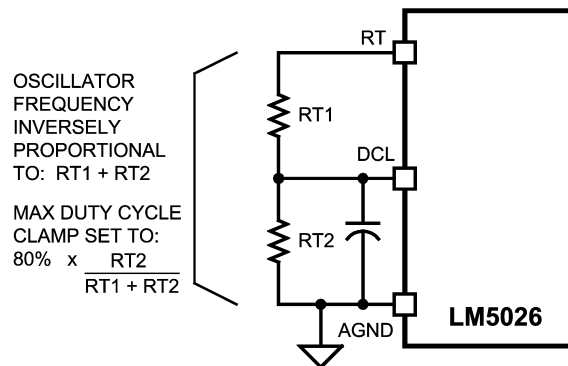 OSCILLATOR
FREQUENCY
INVERSELY
PROPORTIONAL
TO: RT1 + RT2
MAX DUTY CYCLE
CLAMP SET TO:
80% x RT2
RT1 + RT2
RT
RT1
DCL
RT2
AGND
LM5026